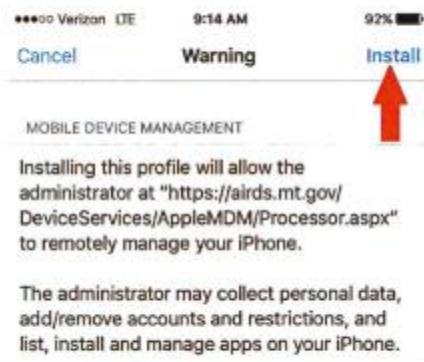 ●●●○○ Verizon LTE 9:14 AM 92%
Cancel Warning Install
MOBILE DEVICE MANAGEMENT
Installing this profile will allow the
administrator at "https://airds.mt.gov/
DeviceServices/AppleMDM/Processor.aspx"
to remotely manage your iPhone.
The administrator may collect personal data,
add/remove accounts and restrictions, and
list, install and manage apps on your iPhone.